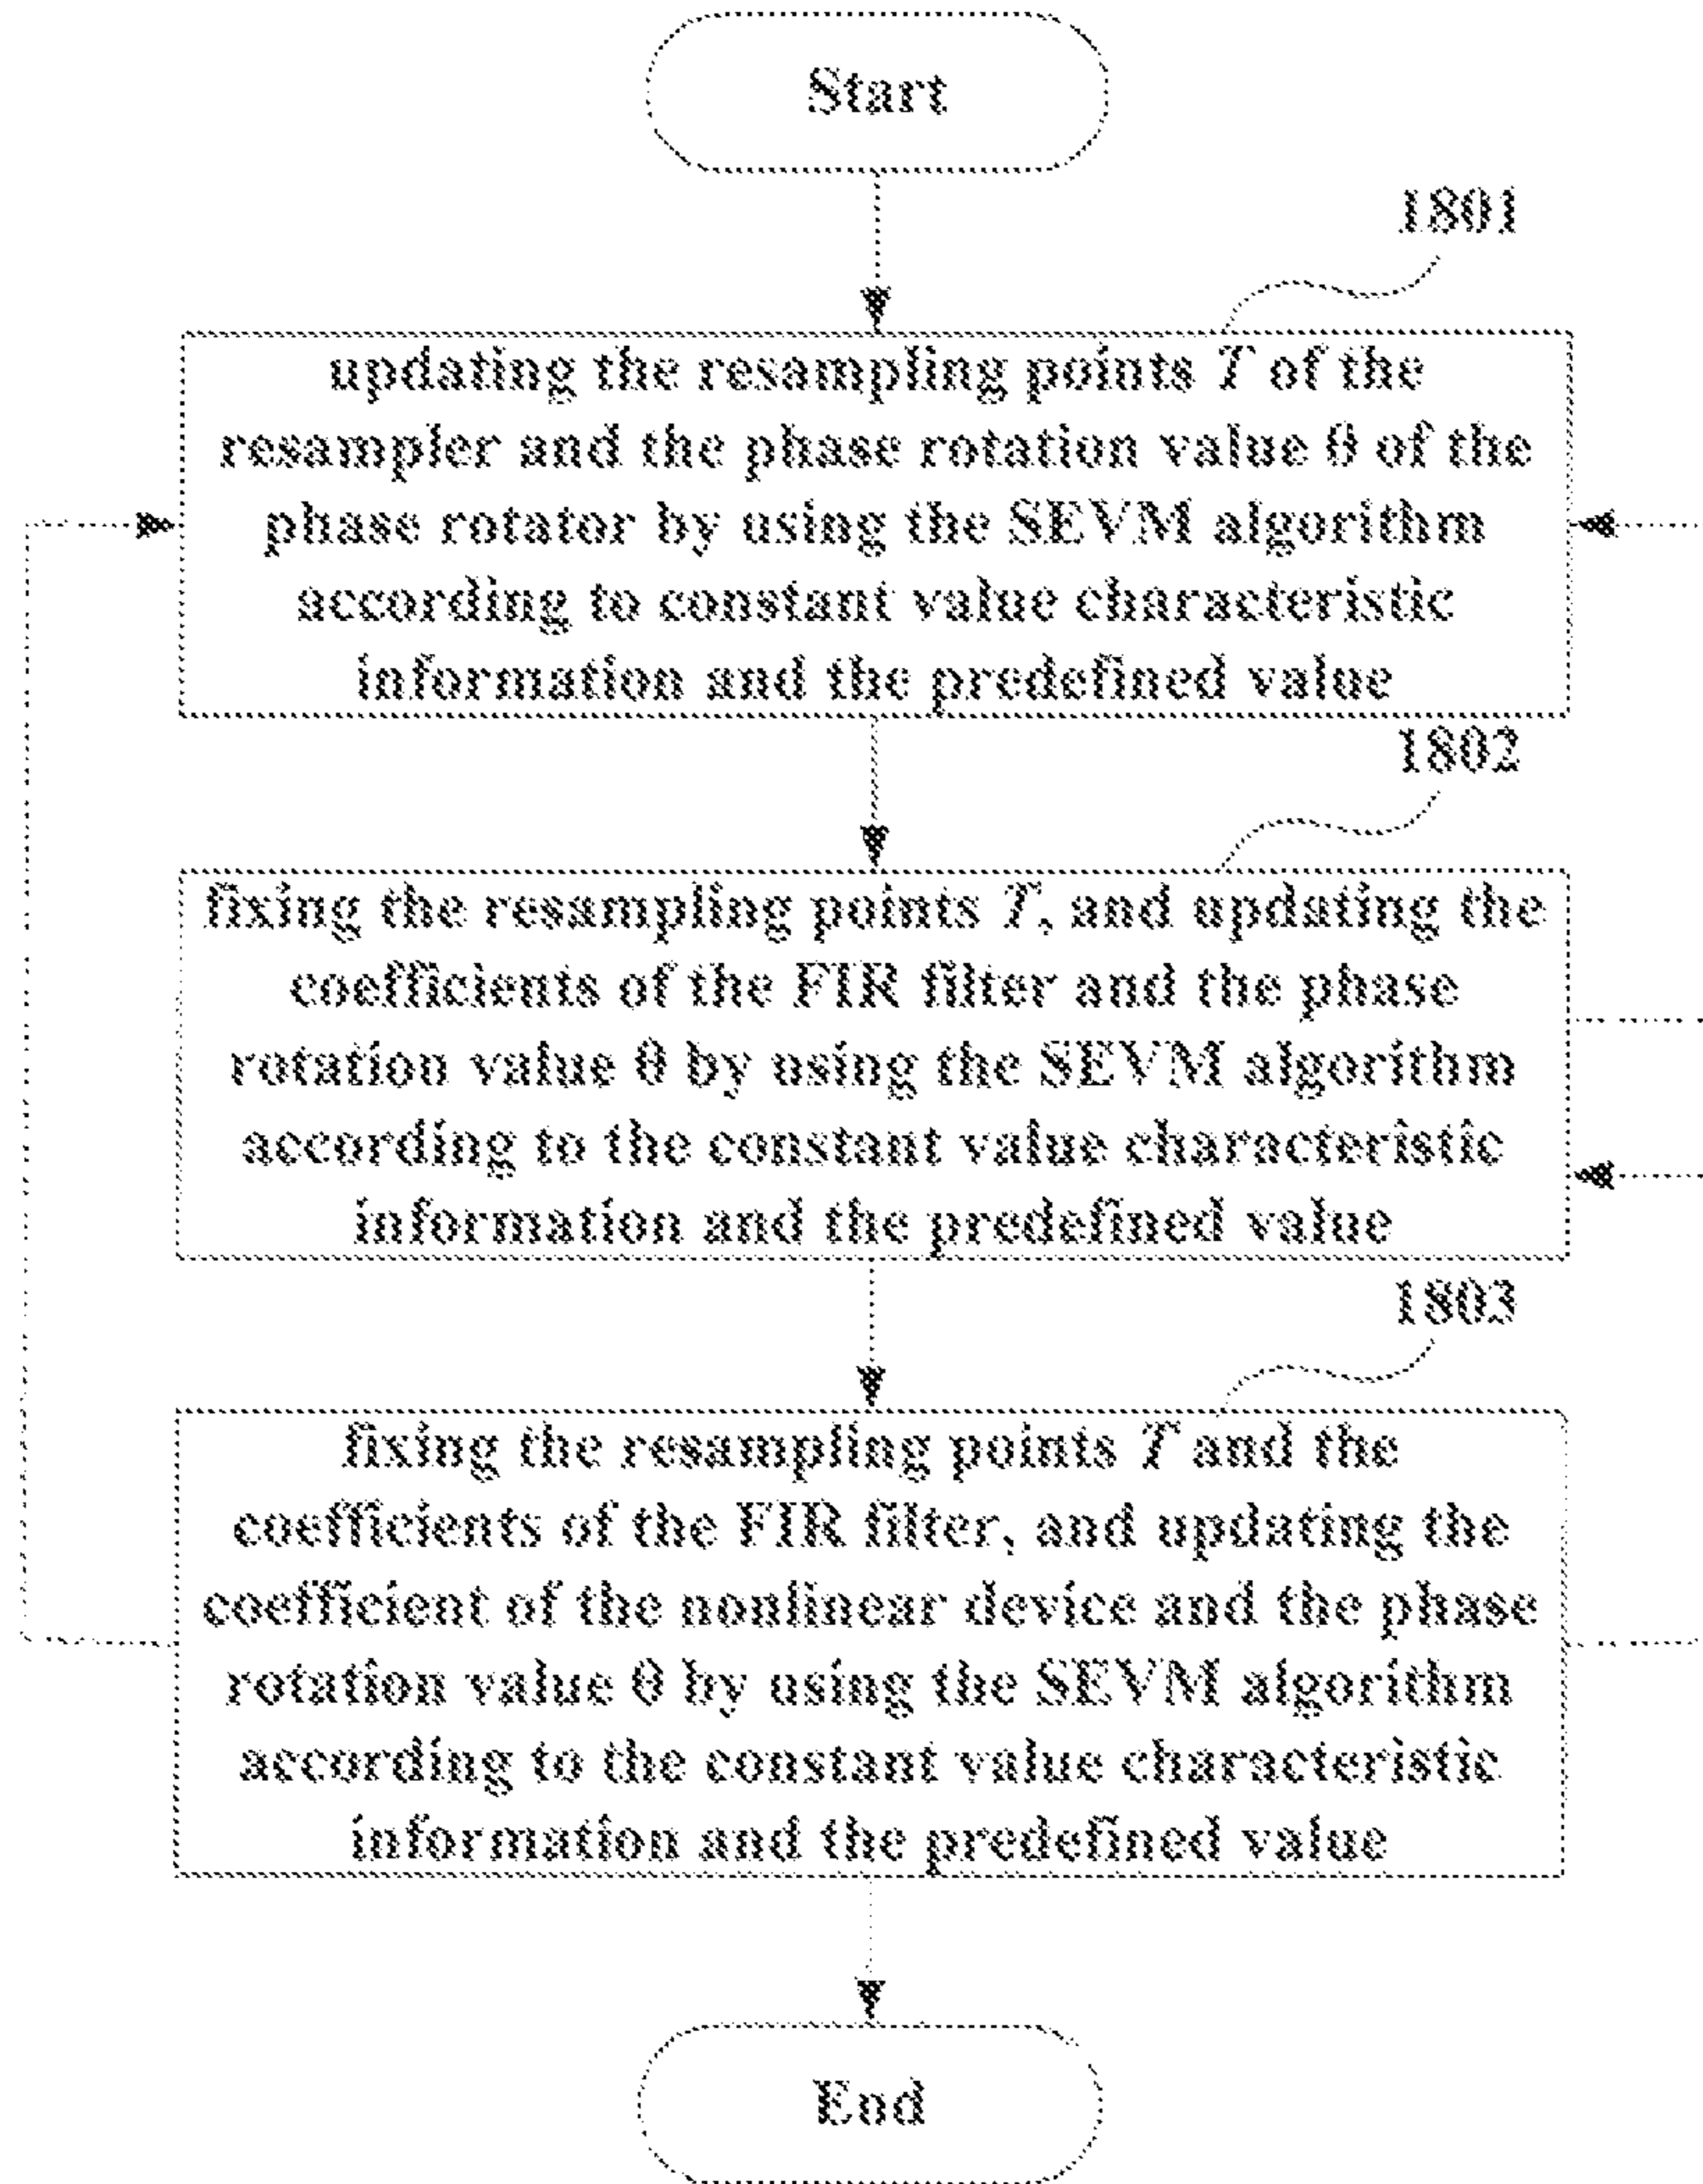 Start
1801
updating the resampling points T of the
resampler and the phase rotation value θ of the
phase rotator by using the SEVM algorithm
according to constant value characteristic
information and the predefined value
1802
fixing the resampling points T, and updating the
coefficients of the FIR filter and the phase
rotation value θ by using the SEVM algorithm
according to the constant value characteristic
information and the predefined value
1803
fixing the resampling points T and the
coefficients of the FIR filter, and updating the
coefficient of the nonlinear device and the phase
rotation value θ by using the SEVM algorithm
according to the constant value characteristic
information and the predefined value
End